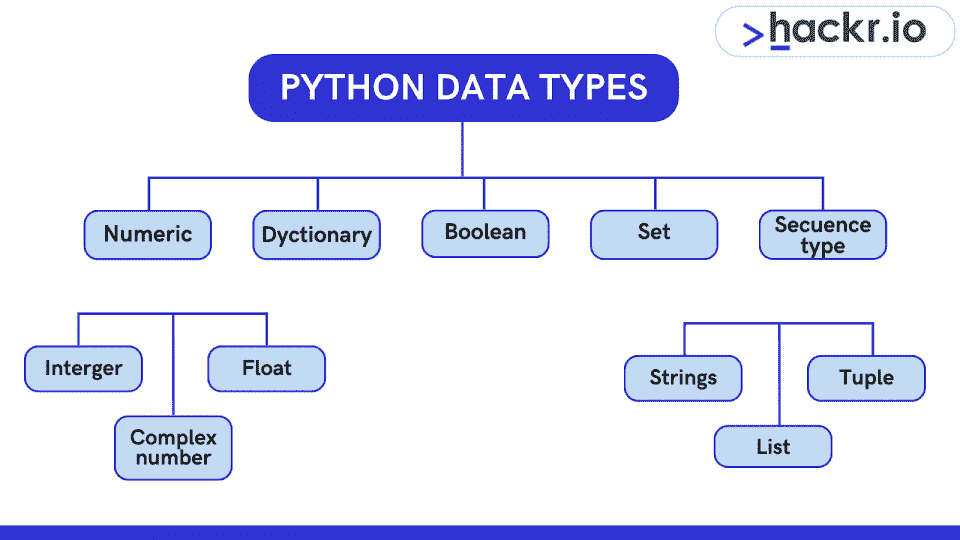 >hackr.io
PYTHON DATA TYPES
Numeric
Dyctionary
Boolean
Set
Secuence
type
Interger
Float
Complex
number
Strings
Tuple
List